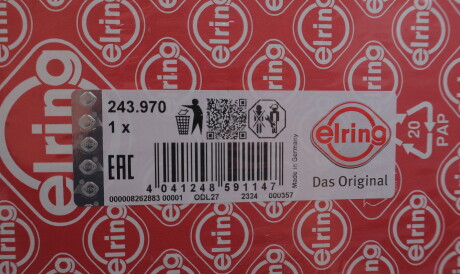 elring
243.970
1 x
EAC
4 041248 591147
000008262883 00001 QDL27 2324 000357
Made in Germany
elring
Das Original
20
PAP